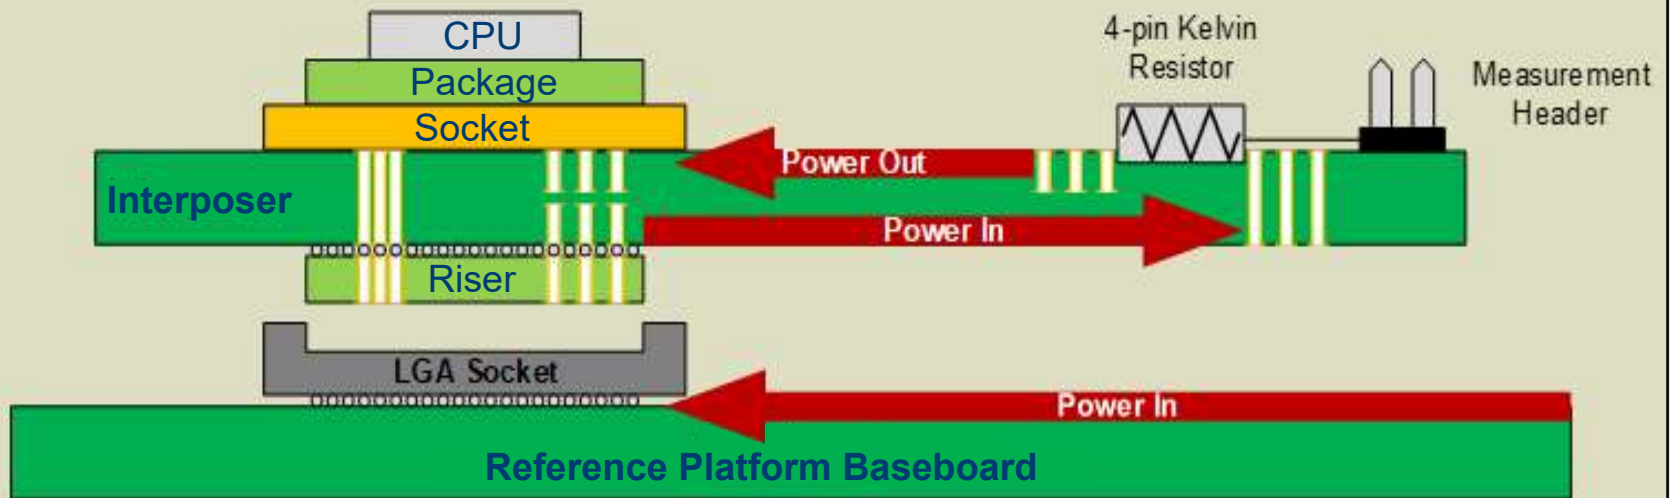 CPU
Package
Socket
4-pin Kelvin
Resistor
Measurement
Header
Power Out
Interposer
Power In
Riser
LGA Socket
Power In
Reference Platform Baseboard